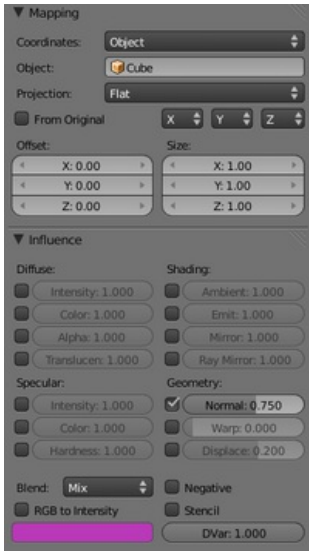 Mapping
Coordinates: Object
Object: Cube
Projection: Flat
From Original X Y Z
Offset: Size:
X: 0.00 X: 1.00
Y: 0.00 Y: 1.00
Z: 0.00 Z: 1.00
Influence
Diffuse: Shading:
Intensity: 1.000 Ambient: 1.000
Color: 1.000 Emit: 1.000
Alpha: 1.000 Mirror: 1.000
Translucen: 1.000 Ray Mirror: 1.000
Specular: Geometry:
Intensity: 1.000 Normal: 0.750
Color: 1.000 Warp: 0.000
Hardness: 1.000 Displace: 0.200
Blend: Mix Negative
RGB to Intensity Stencil
DVar: 1.000